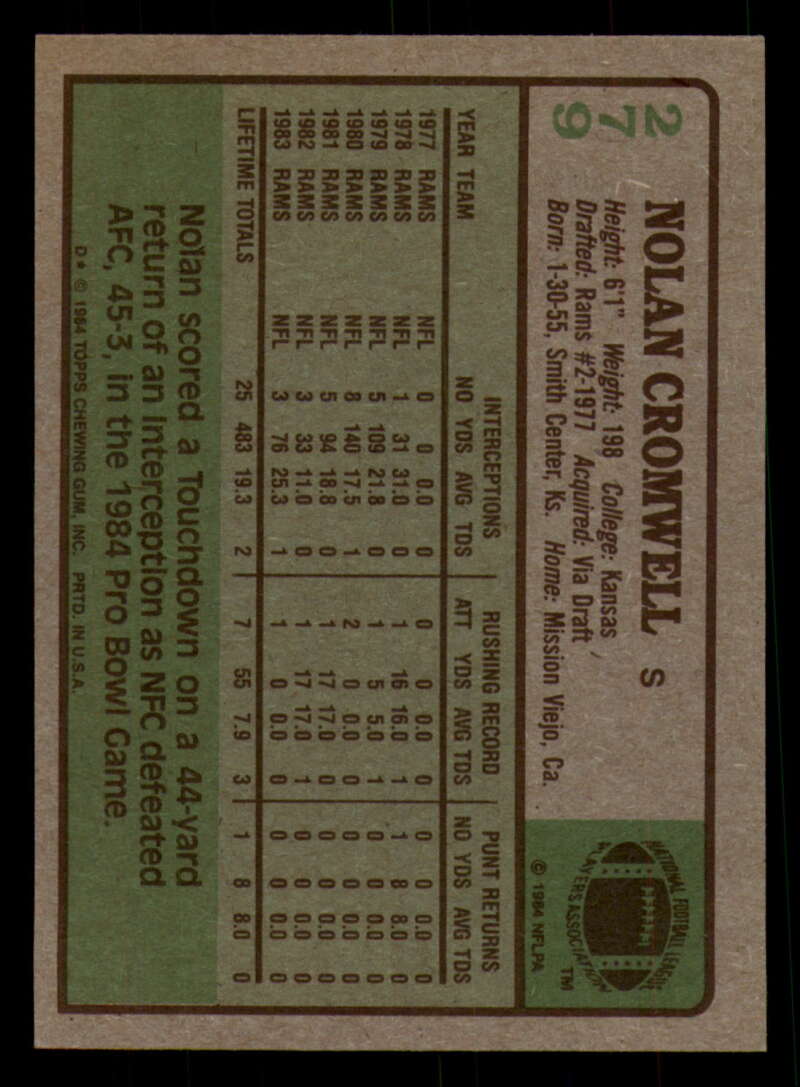 279
NOLAN CROMWELL S
Height: 6'1" Weight: 198 College: Kansas
Drafted: Rams #2-1977 Acquired: Via Draft
Born: 1-30-55, Smith Center, Ks. Home: Mission Viejo, Ca.
NATIONAL FOOTBALL LEAGUE
PLAYERS ASSOCIATION
TM
© 1984 NFLPA
INTERCEPTIONS RUSHING RECORD PUNT RETURNS
YEAR TEAM NO YDS AVG TDS ATT YDS AVG TDS NO YDS AVG TDS
1977 RAMS NFL 0 0 0.0 0 0 0 0.0 0 0 0 0.0 0
1978 RAMS NFL 1 31 31.0 0 1 16 16.0 1 1 8 8.0 0
1979 RAMS NFL 5 109 21.8 0 1 5 5.0 1 0 0 0.0 0
1980 RAMS NFL 8 140 17.5 1 2 0 0.0 0 0 0 0.0 0
1981 RAMS NFL 5 94 18.8 0 1 17 17.0 0 0 0 0.0 0
1982 RAMS NFL 3 33 11.0 0 1 17 17.0 1 0 0 0.0 0
1983 RAMS NFL 3 76 25.3 1 1 0 0.0 0 0 0 0.0 0
LIFETIME TOTALS 25 483 19.3 2 7 55 7.9 3 1 8 8.0 0
Nolan scored a Touchdown on a 44-yard
return of an interception as NFC defeated
AFC, 45-3, in the 1984 Pro Bowl Game.
D* © 1984 TOPPS CHEWING GUM, INC. PRTD. IN U.S.A.